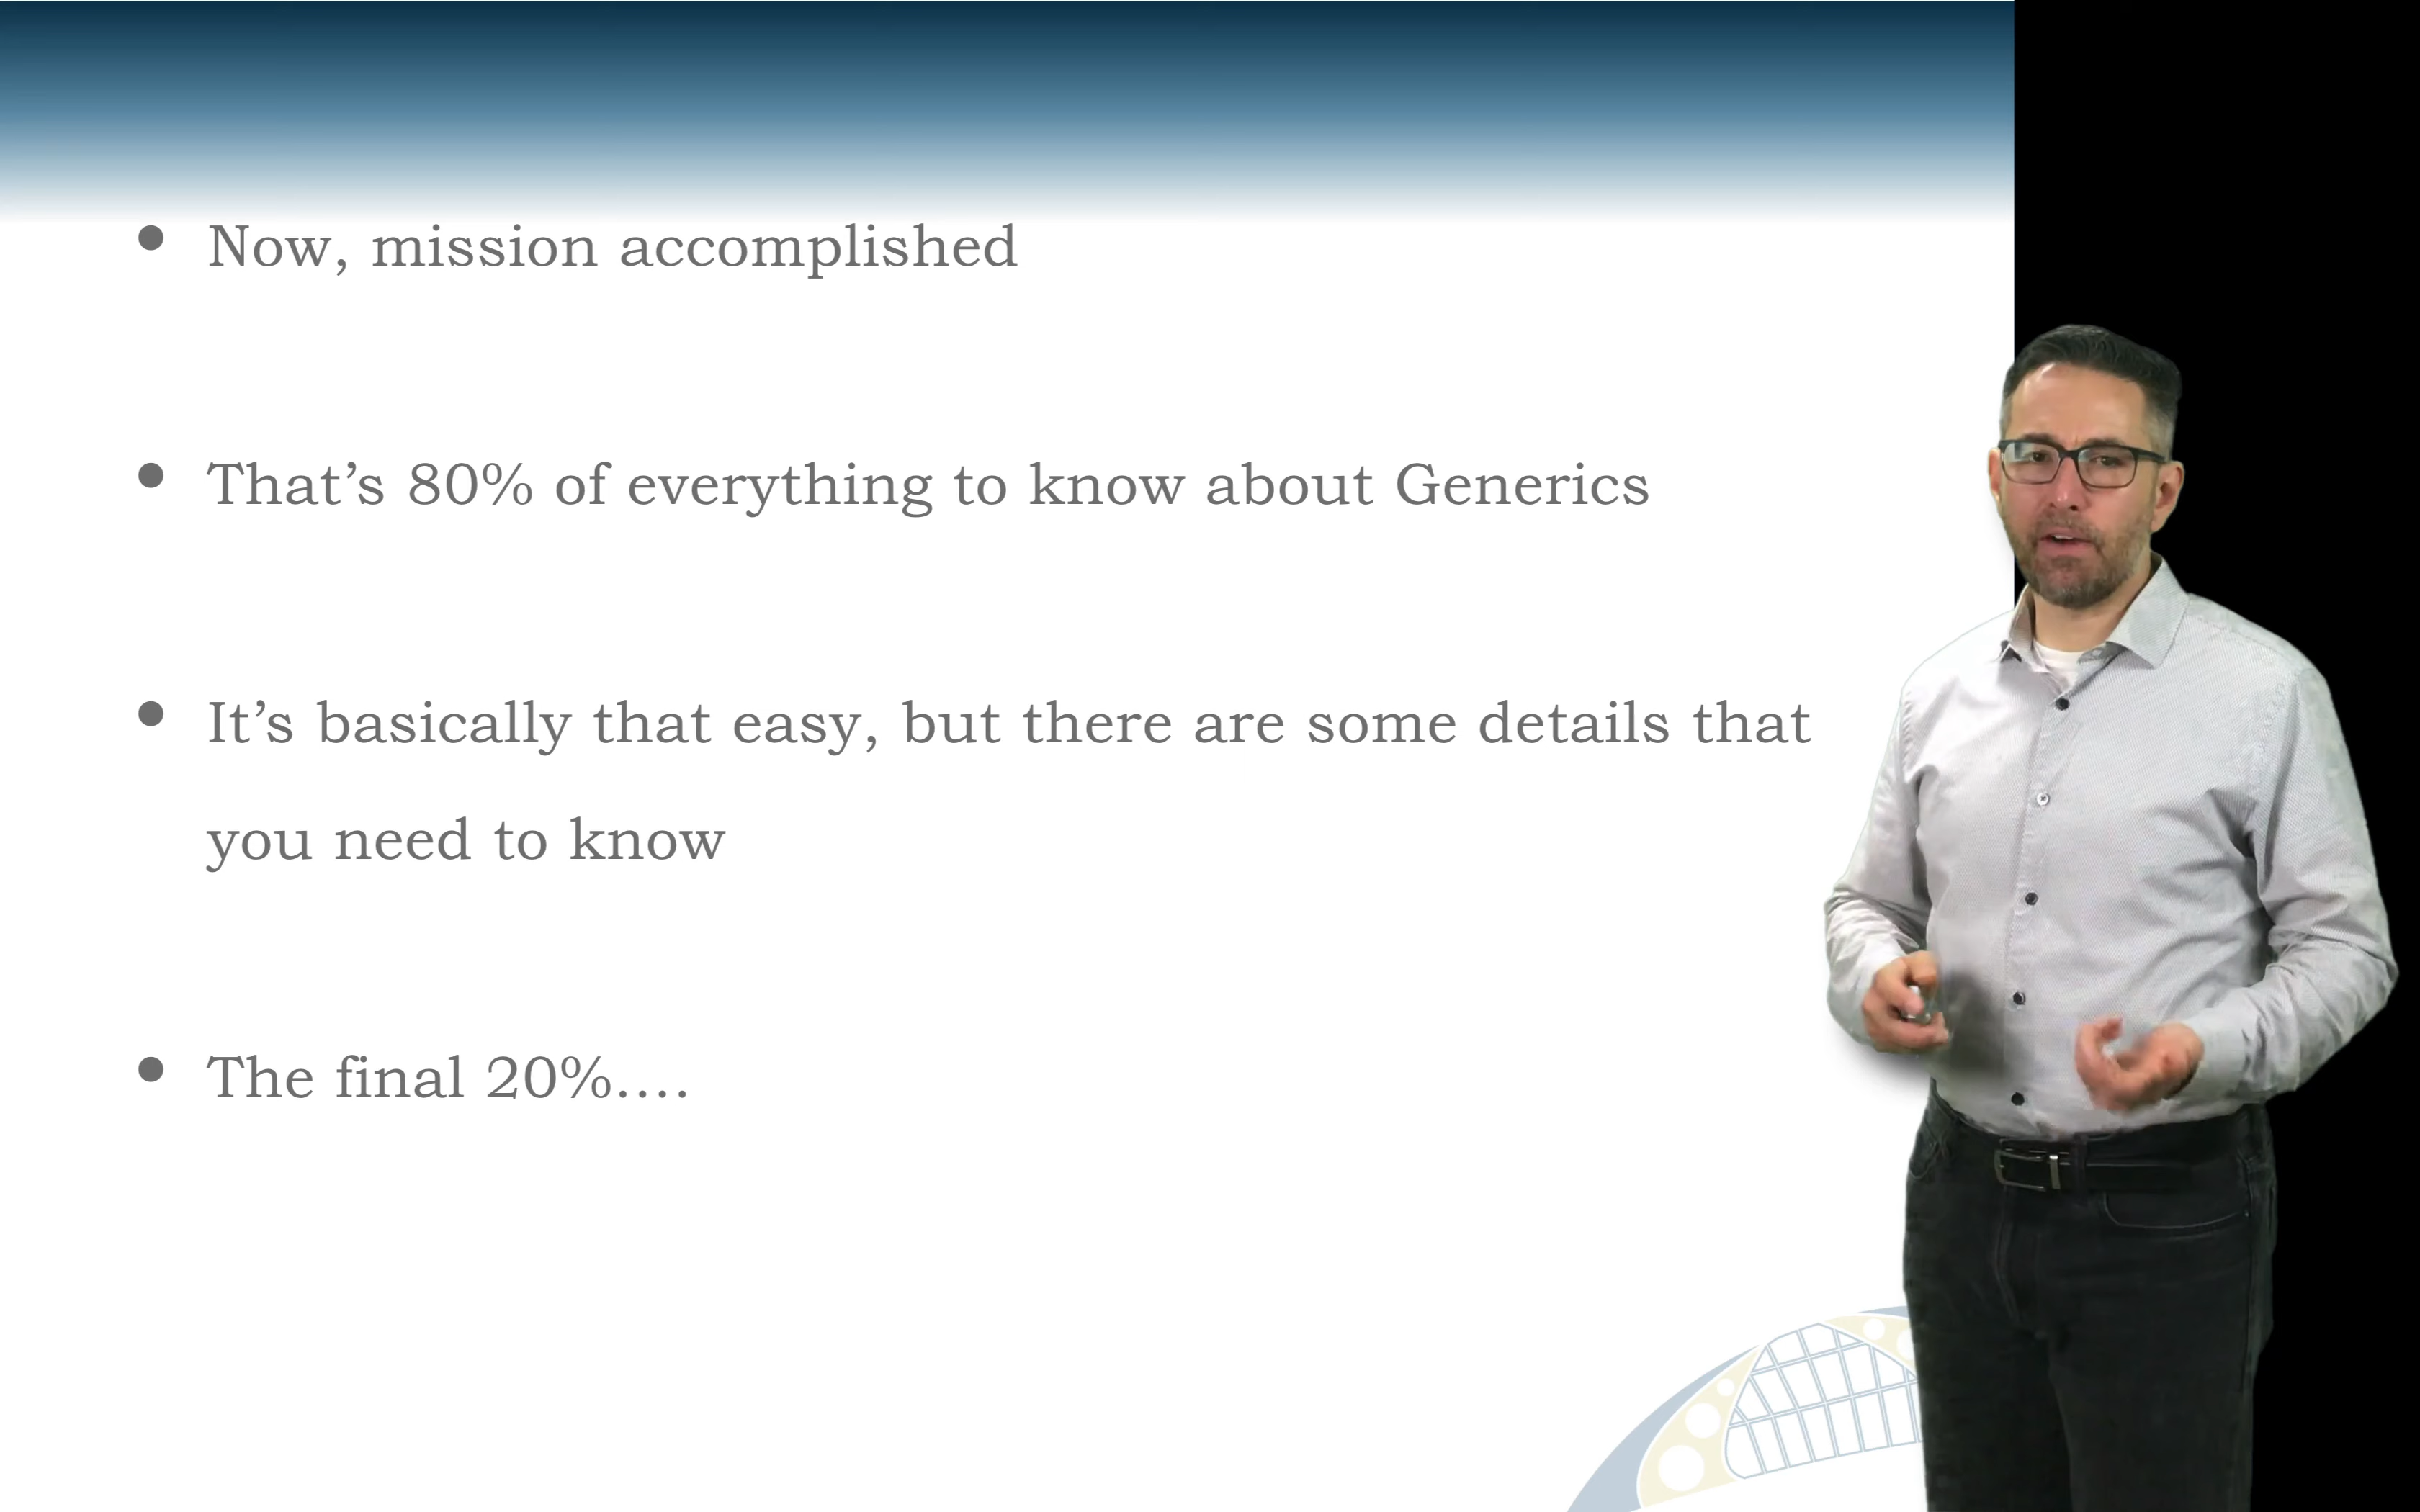 • Now, mission accomplished
• That’s 80% of everything to know about Generics
• It’s basically that easy, but there are some details that
you need to know
• The final 20%....